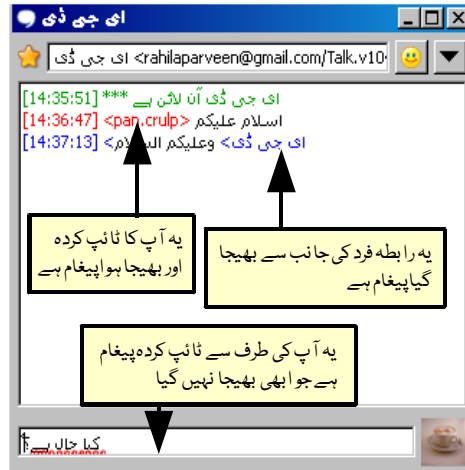 ای جی ڈی
ای جی ڈی <rahilaparveen@gmail.com/Talk.v10
[14:35:51] *** ای جی ڈی آن لائن ہے
[14:36:47] <pan.crulp> اسلام علیکم
[14:37:13] <ای جی ڈی> وعلیکم السلام
یہ آپ کا ٹائپ کردہ
اور بھیجا ہوا پیغام ہے
یہ رابطہ فرد کی جانب سے بھیجا
گیا پیغام ہے
یہ آپ کی طرف سے ٹائپ کردہ پیغام
ہے جو ابھی بھیجا نہیں گیا
کیا حال ہے؟